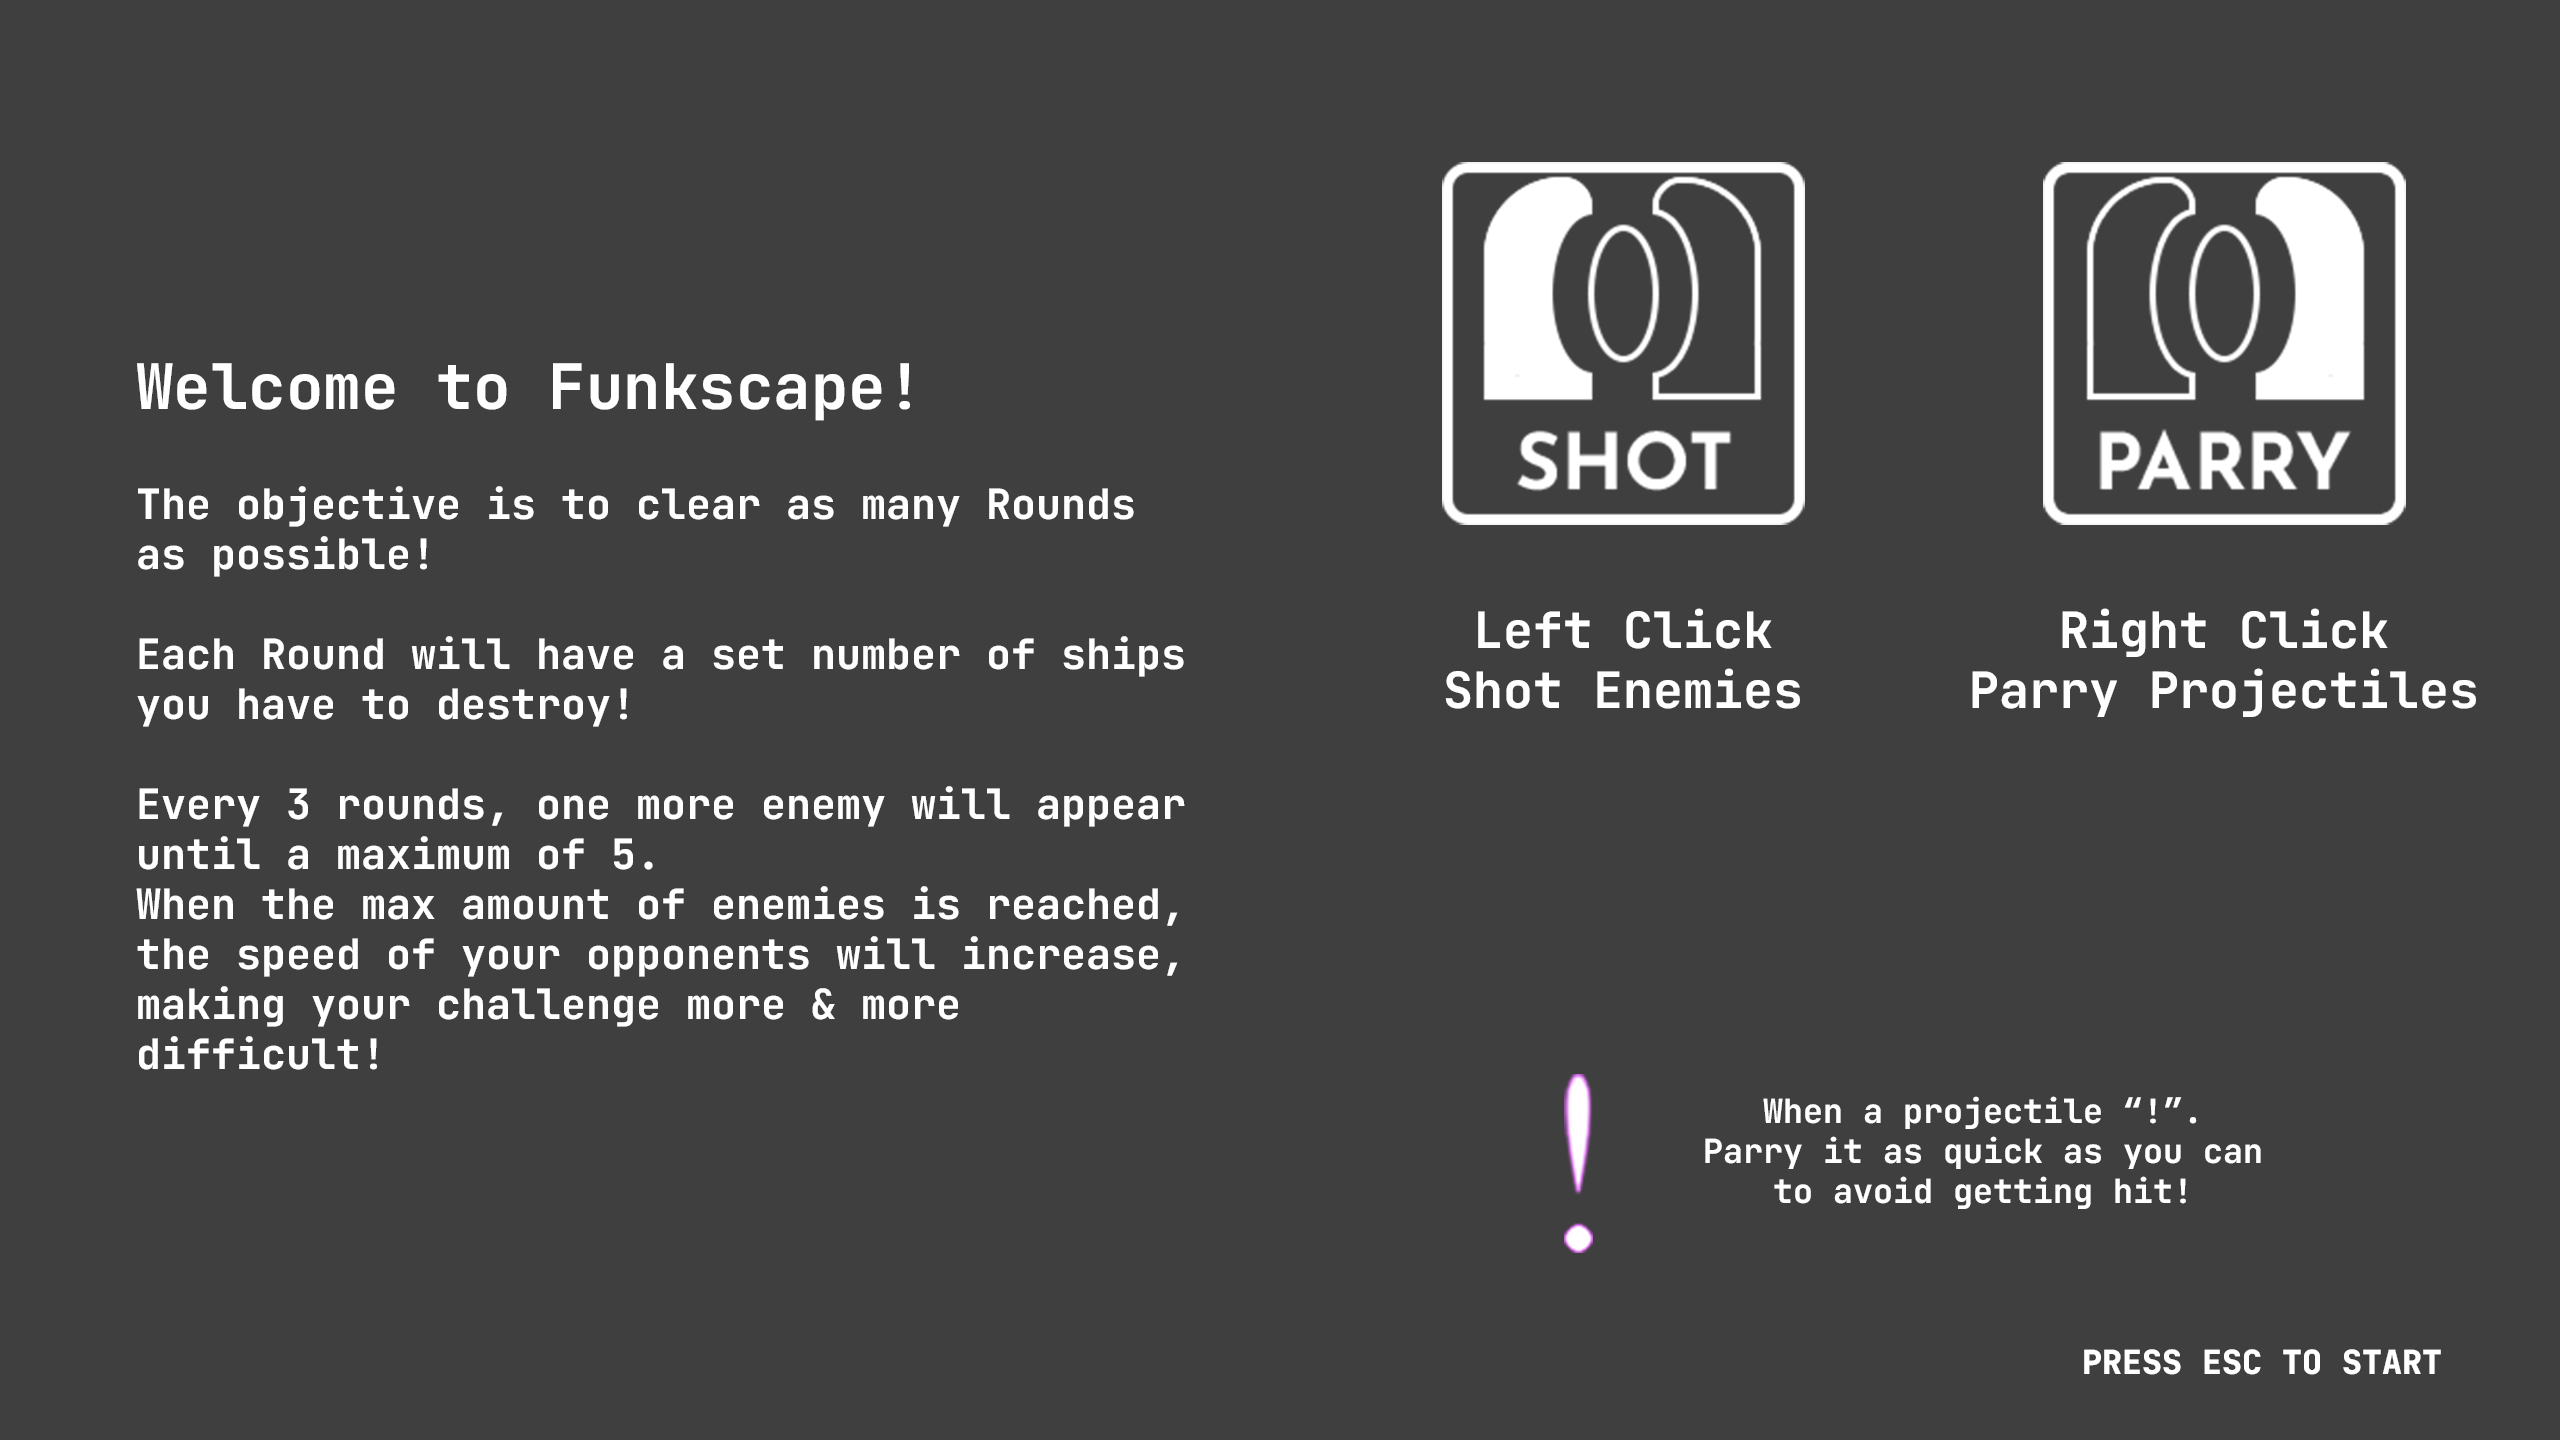 Welcome to Funkscape!
The objective is to clear as many Rounds
as possible!
Each Round will have a set number of ships
you have to destroy!
Every 3 rounds, one more enemy will appear
until a maximum of 5.
When the max amount of enemies is reached,
the speed of your opponents will increase,
making your challenge more & more
difficult!
SHOT
Left Click
Shot Enemies
PARRY
Right Click
Parry Projectiles
!
When a projectile “!”.
Parry it as quick as you can
to avoid getting hit!
PRESS ESC TO START